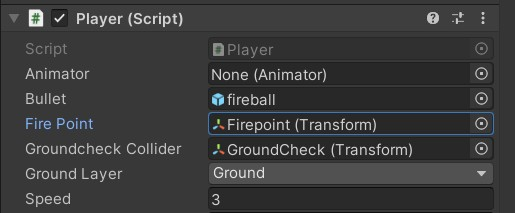 Player (Script)
Script Player
Animator None (Animator)
Bullet fireball
Fire Point Firepoint (Transform)
Groundcheck Collider GroundCheck (Transform)
Ground Layer Ground
Speed 3